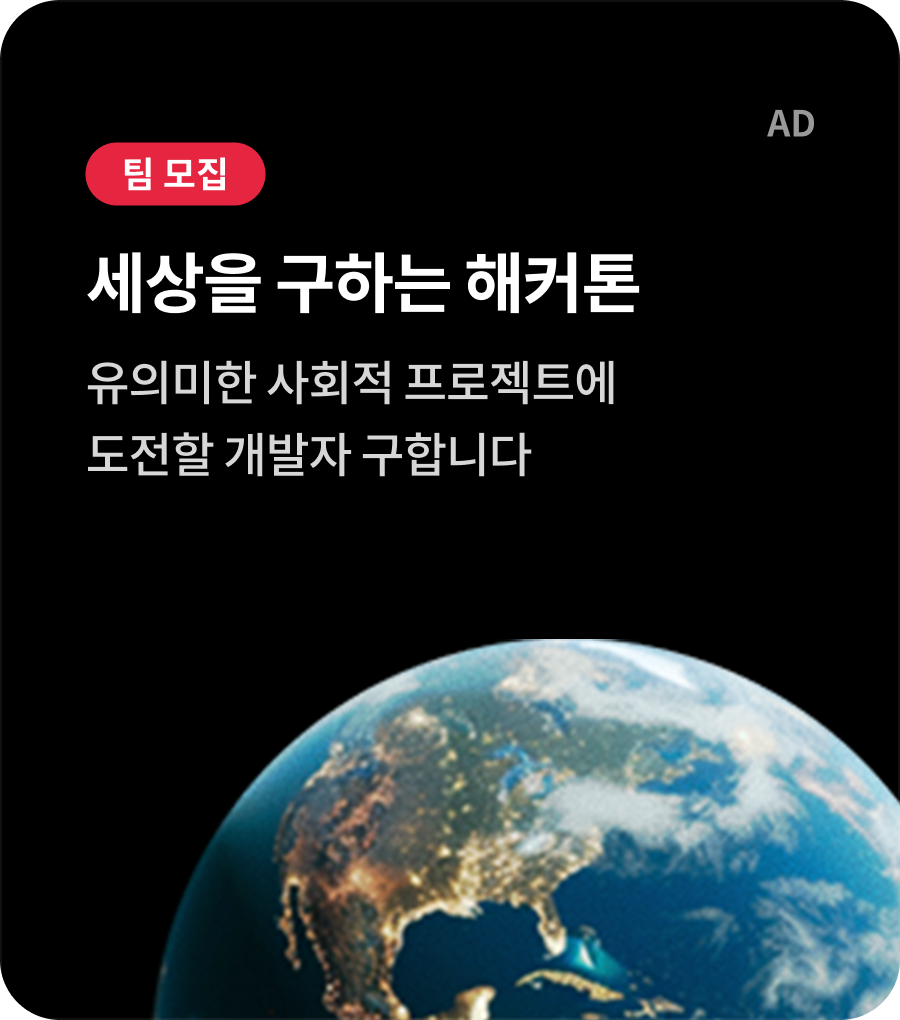 AD
팀 모집
세상을 구하는 해커톤
유의미한 사회적 프로젝트에
도전할 개발자 구합니다